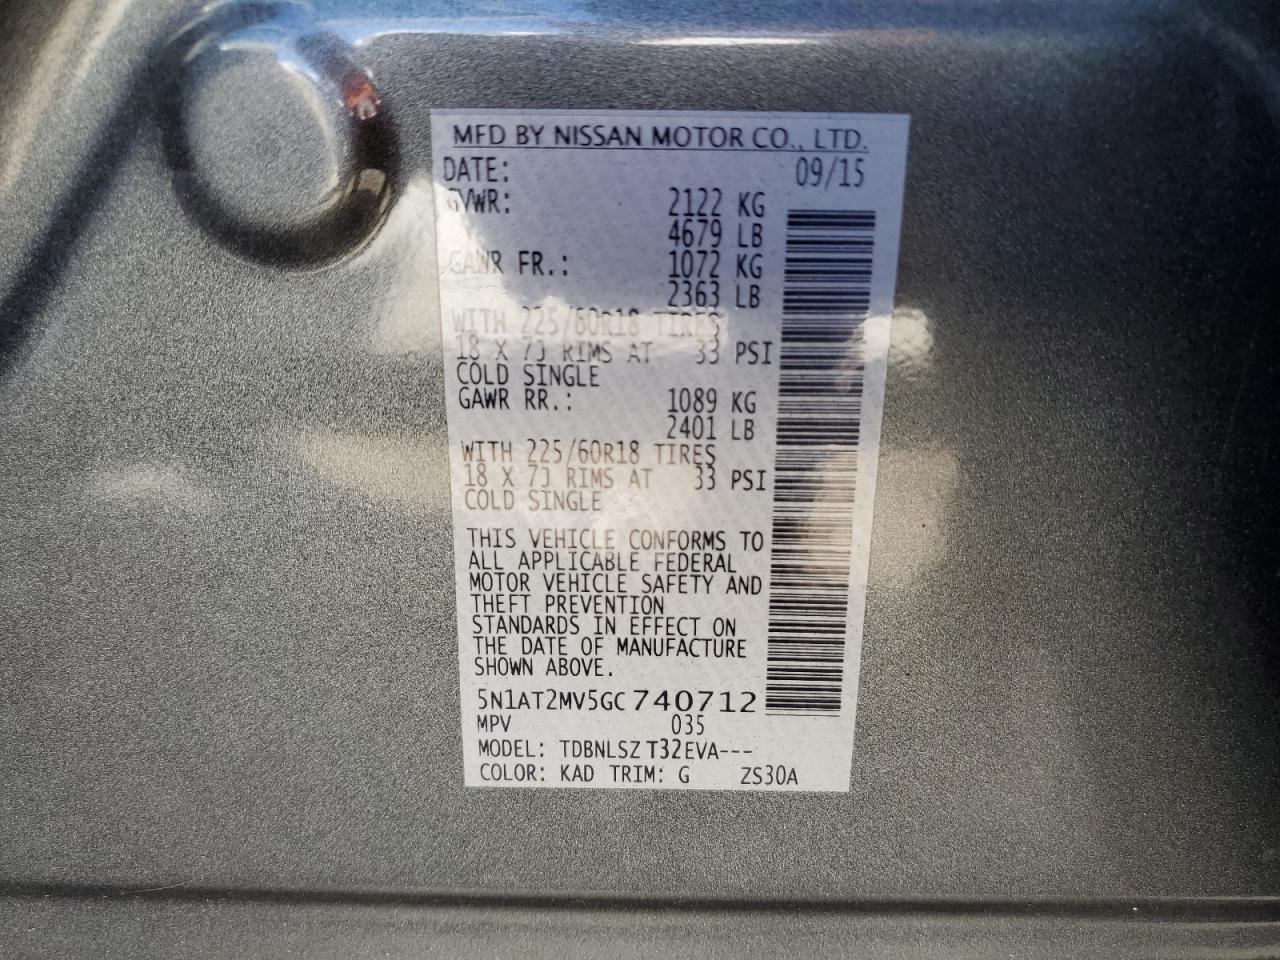 MFD BY NISSAN MOTOR CO., LTD.
DATE: 09/15
GVWR: 2122 KG
4679 LB
GAWR FR.: 1072 KG
2363 LB
WITH 225/60R18 TIRES
18 X 7J RIMS AT 33 PSI
COLD SINGLE
GAWR RR.: 1089 KG
2401 LB
WITH 225/60R18 TIRES
18 X 7J RIMS AT 33 PSI
COLD SINGLE
THIS VEHICLE CONFORMS TO
ALL APPLICABLE FEDERAL
MOTOR VEHICLE SAFETY AND
THEFT PREVENTION
STANDARDS IN EFFECT ON
THE DATE OF MANUFACTURE
SHOWN ABOVE.
5N1AT2MV5GC740712
MPV 035
MODEL: TDBNLSZ T32EVA---
COLOR: KAD TRIM: G ZS30A